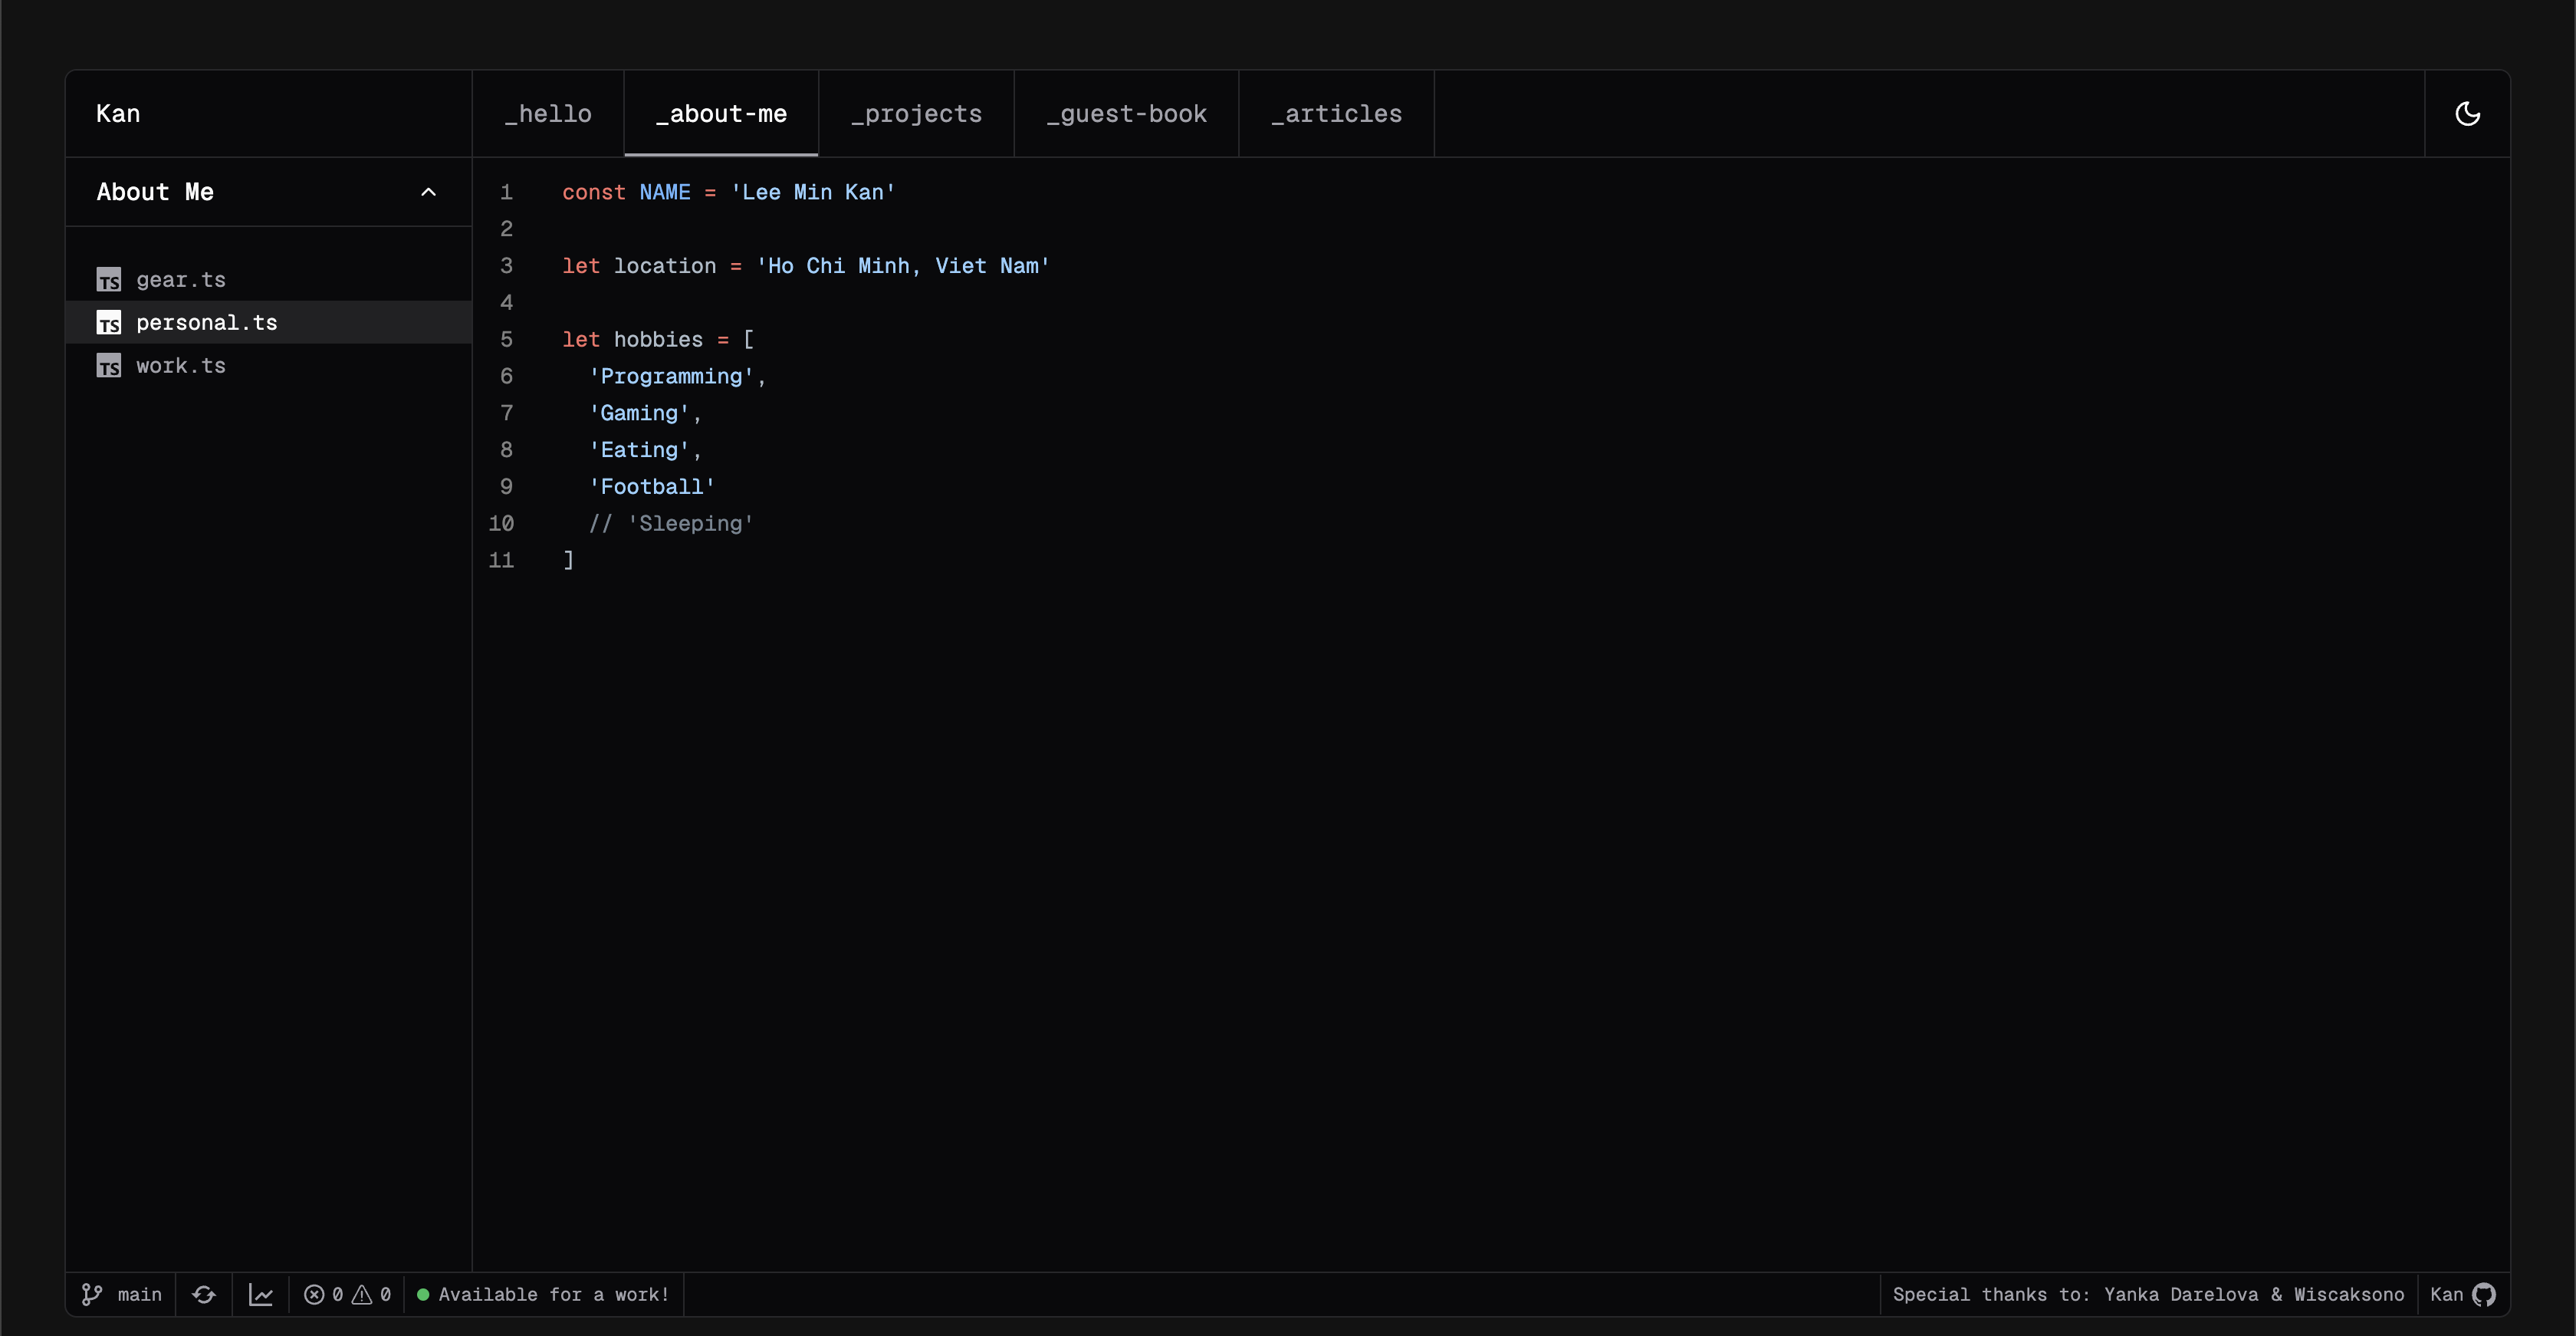 Kan
_hello
_about-me
_projects
_guest-book
_articles
About Me
TS gear.ts
TS personal.ts
TS work.ts
1 const NAME = 'Lee Min Kan'
2
3 let location = 'Ho Chi Minh, Viet Nam'
4
5 let hobbies = [
6 'Programming',
7 'Gaming',
8 'Eating',
9 'Football'
10 // 'Sleeping'
11 ]
main
0 0
Available for a work!
Special thanks to: Yanka Darelova & Wiscaksono
Kan